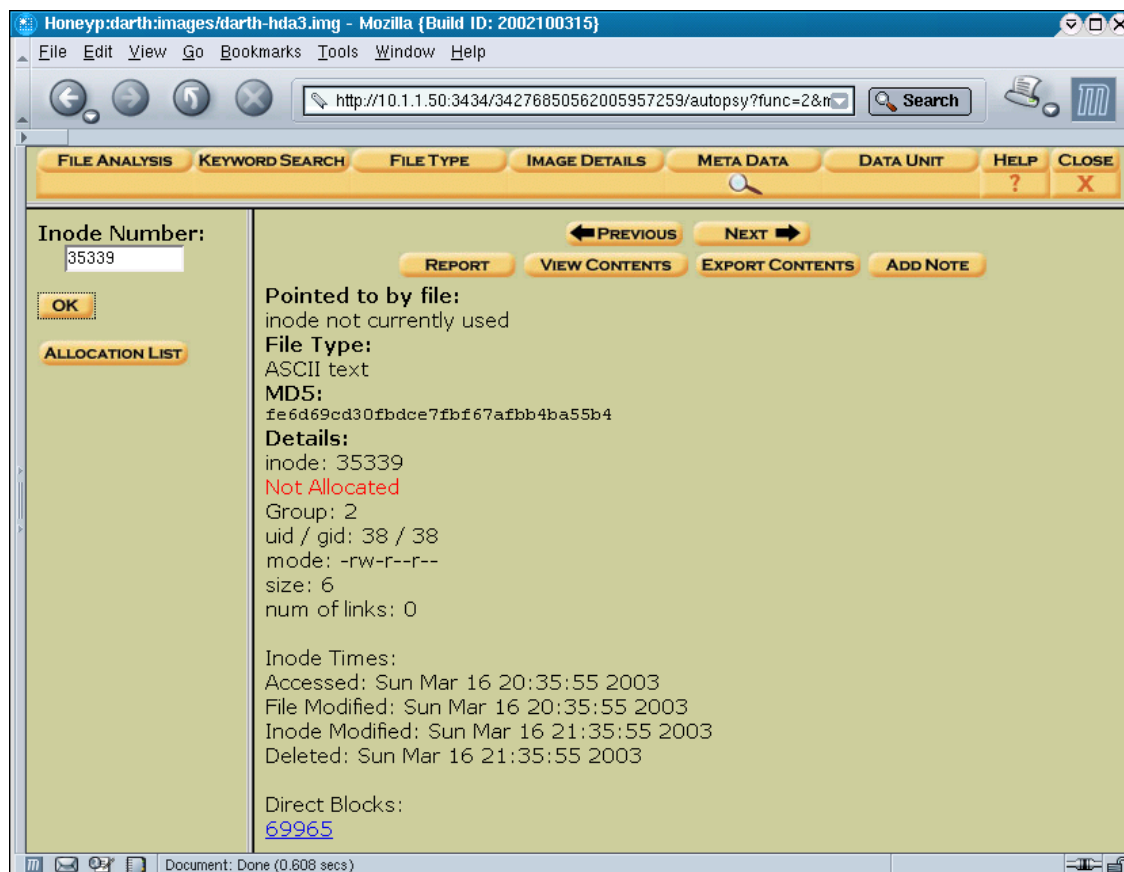 Honeyp:darth:images/darth-hda3.img - Mozilla {Build ID: 2002100315}
File Edit View Go Bookmarks Tools Window Help
http://10.1.1.50:3434/34276850562005957259/autopsy?func=2&m
Search
FILE ANALYSIS KEYWORD SEARCH FILE TYPE IMAGE DETAILS META DATA DATA UNIT HELP CLOSE
? X
Inode Number:
35339
OK
ALLOCATION LIST
PREVIOUS NEXT
REPORT VIEW CONTENTS EXPORT CONTENTS ADD NOTE
Pointed to by file:
inode not currently used
File Type:
ASCII text
MD5:
fe6d69cd30fbdce7fbf67afbb4ba55b4
Details:
inode: 35339
Not Allocated
Group: 2
uid / gid: 38 / 38
mode: -rw-r--r--
size: 6
num of links: 0
Inode Times:
Accessed: Sun Mar 16 20:35:55 2003
File Modified: Sun Mar 16 20:35:55 2003
Inode Modified: Sun Mar 16 21:35:55 2003
Deleted: Sun Mar 16 21:35:55 2003
Direct Blocks:
69965
Document: Done (0.608 secs)